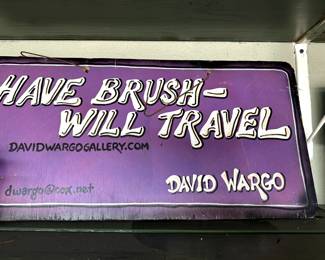 HAVE BRUSH-
WILL TRAVEL
DAVIDWARGOGALLERY.COM
dwargo@cox.net
DAVID WARGO